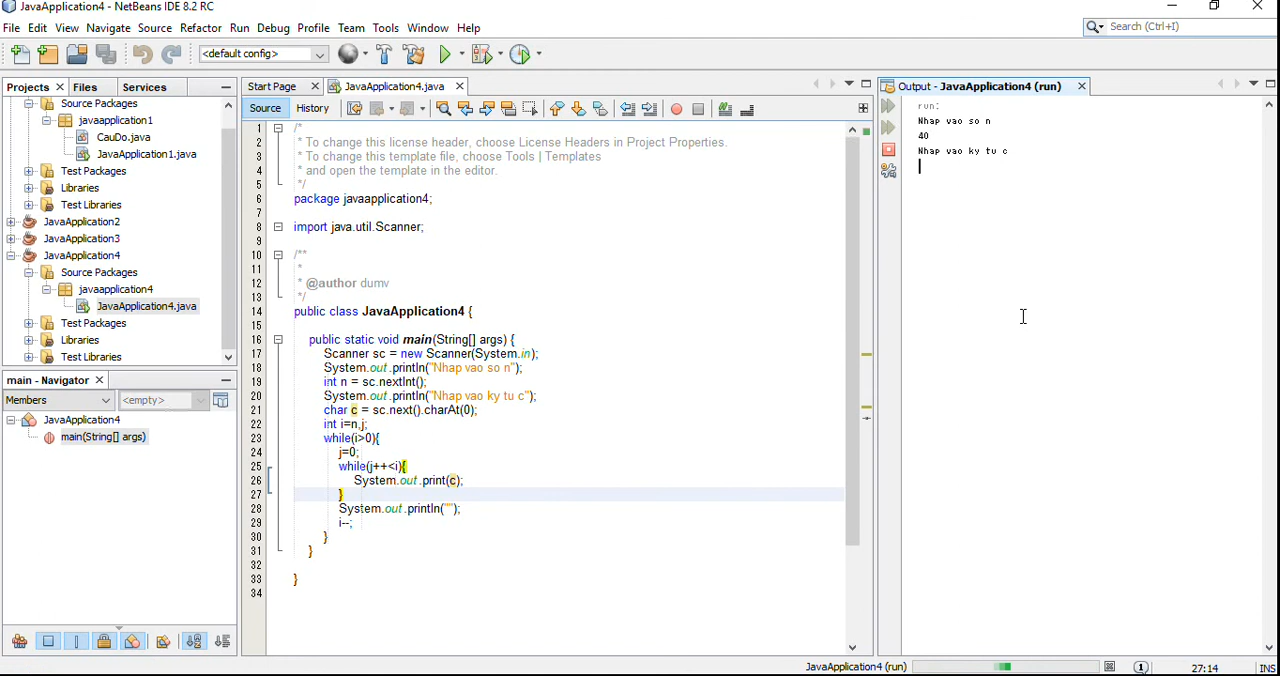 JavaApplication4 - NetBeans IDE 8.2 RC
File Edit View Navigate Source Refactor Run Debug Profile Team Tools Window Help
Search (Ctrl+I)
<default config>
Projects Files Services
Source Packages
javaapplication1
CauDo.java
JavaApplication1.java
Test Packages
Libraries
Test Libraries
JavaApplication2
JavaApplication3
JavaApplication4
Source Packages
javaapplication4
JavaApplication4.java
Test Packages
Libraries
Test Libraries
main - Navigator
Members <empty>
JavaApplication4
main(String[] args)
Start Page JavaApplication4.java
Source History
1 /*
2 * To change this license header, choose License Headers in Project Properties.
3 * To change this template file, choose Tools | Templates
4 * and open the template in the editor.
5 */
6 package javaapplication4;
7
8 import java.util.Scanner;
9
10 /**
11 *
12 * @author dumv
13 */
14 public class JavaApplication4 {
15
16 public static void main(String[] args) {
17 Scanner sc = new Scanner(System.in);
18 System.out.println("Nhap vao so n");
19 int n = sc.nextInt();
20 System.out.println("Nhap vao ky tu c");
21 char c = sc.next().charAt(0);
22 int i=n,j;
23 while(i>0){
24 j=0;
25 while(j++<i){
26 System.out.print(c);
27 }
28 System.out.println("");
29 i--;
30 }
31 }
32
33 }
34
Output - JavaApplication4 (run)
run:
Nhap vao so n
40
Nhap vao ky tu c
JavaApplication4 (run) 1 27:14 INS